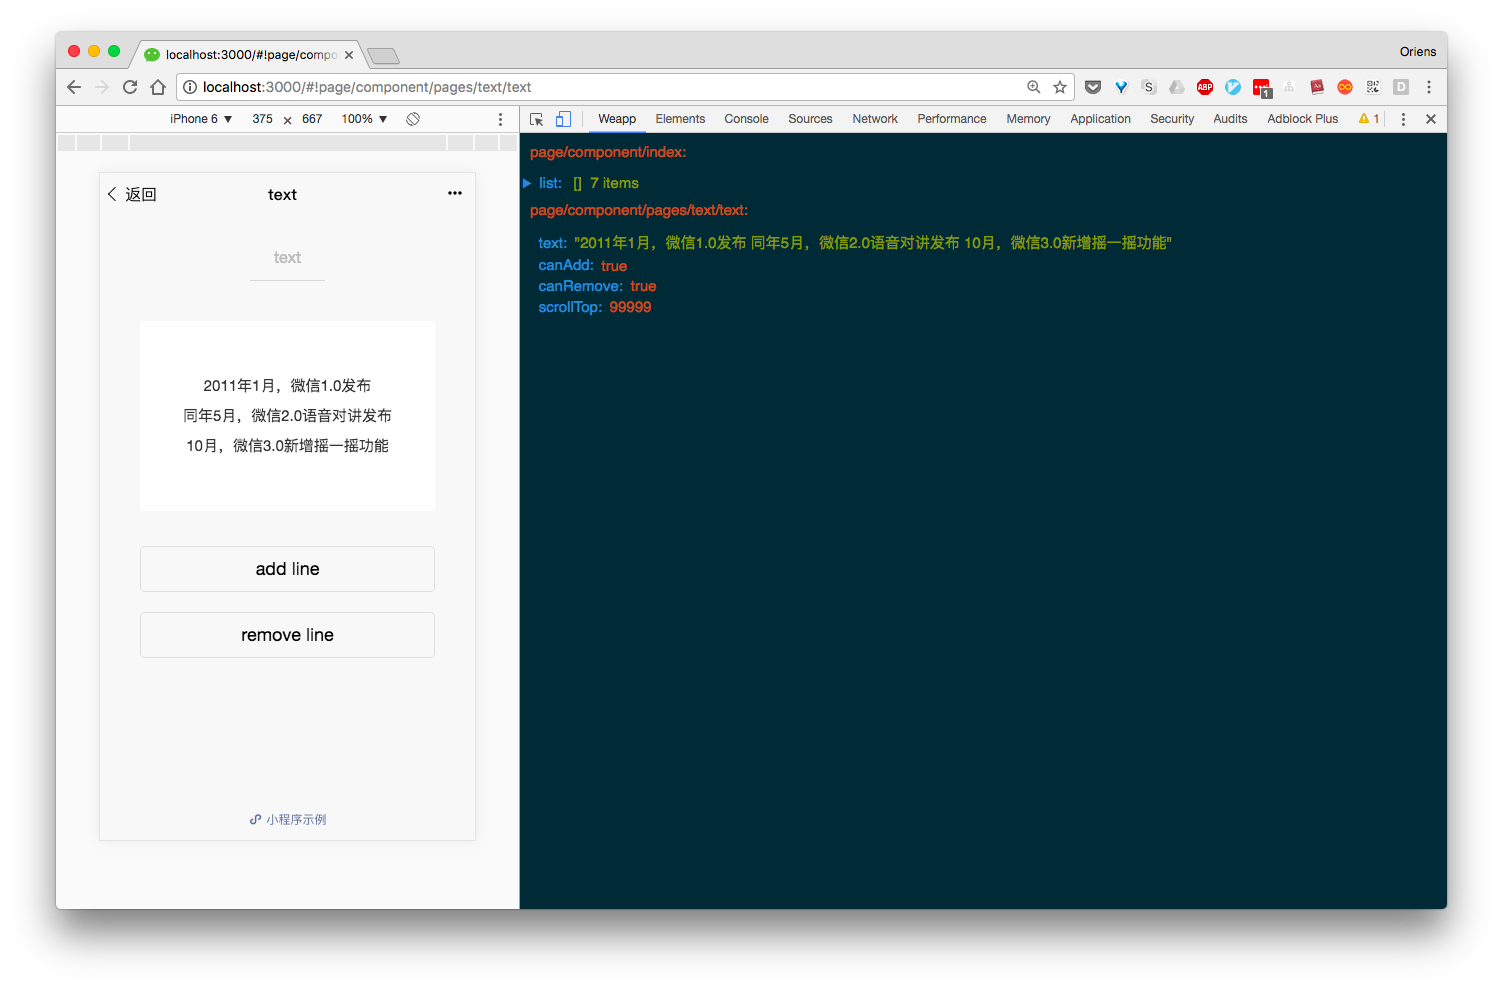 localhost:3000/#!page/compo
Oriens
localhost:3000/#!page/component/pages/text/text
S
ABP
1
D
iPhone 6 ▼ 375 × 667 100% ▼
Weapp Elements Console Sources Network Performance Memory Application Security Audits Adblock Plus 1
返回 text •••
text
2011年1月，微信1.0发布
同年5月，微信2.0语音对讲发布
10月，微信3.0新增摇一摇功能
add line
remove line
小程序示例
page/component/index:
list: [] 7 items
page/component/pages/text/text:
text: "2011年1月，微信1.0发布 同年5月，微信2.0语音对讲发布 10月，微信3.0新增摇一摇功能"
canAdd: true
canRemove: true
scrollTop: 99999